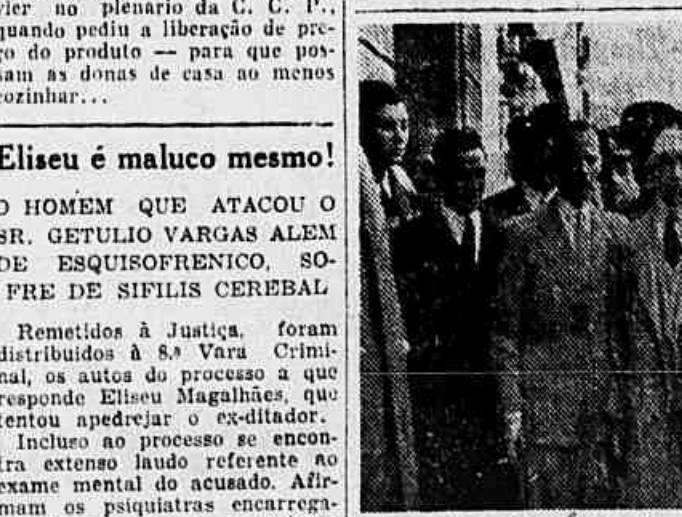 vier no plenario da C. C. P.,
quando pediu a liberação de pre-
ço do produto — para que pos-
sam as donas de casa ao menos
cozinhar...
Eliseu é maluco mesmo!
O HOMEM QUE ATACOU O
SR. GETULIO VARGAS ALEM
DE ESQUISOFRENICO, SO-
FRE DE SIFILIS CEREBAL
Remetidos à Justiça, foram
distribuidos à 8.ª Vara Crimi-
nal, os autos do processo a que
responde Eliseu Magalhães, que
tentou apedrejar o ex-ditador.
Incluso ao processo se encon-
tra extenso laudo referente ao
exame mental do acusado. Afir-
mam os psiquiatras encarrega-